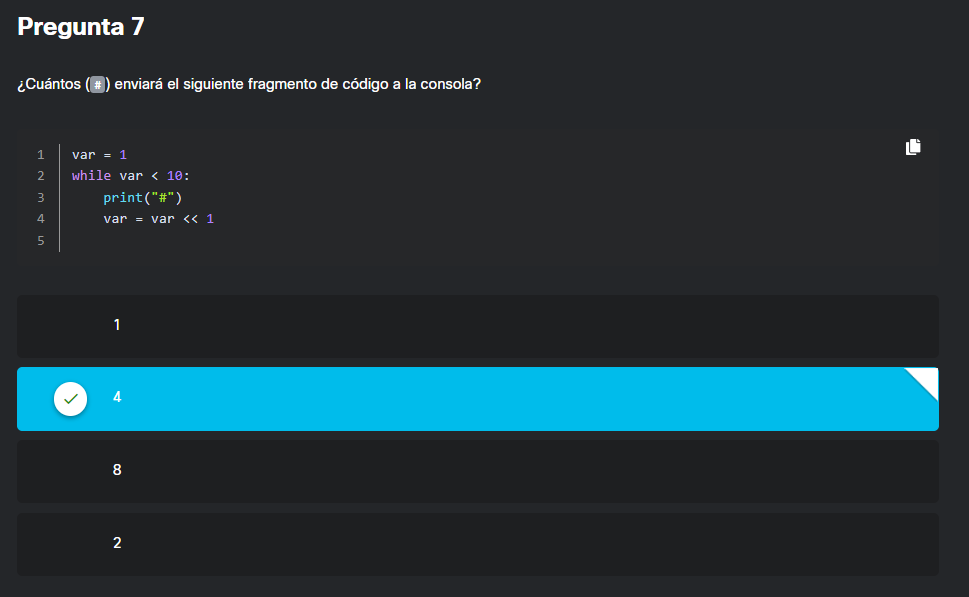 Pregunta 7
¿Cuántos (#) enviará el siguiente fragmento de código a la consola?
1 var = 1
2 while var < 10:
3     print("#")
4     var = var << 1
5
1
4
8
2